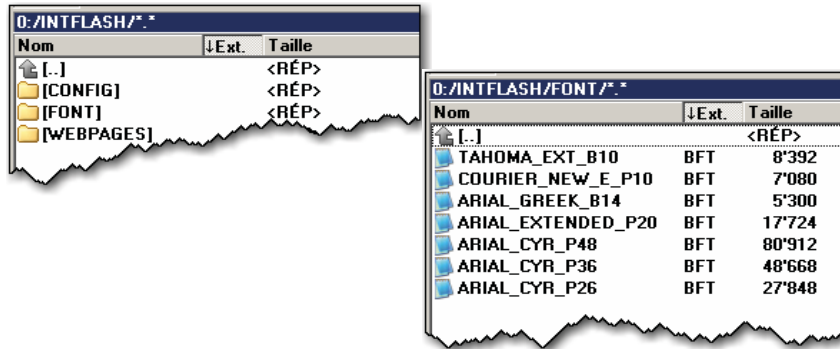 0:/INTFLASH/*.*
Nom ↓Ext. Taille
[..] <RÉP>
[CONFIG] <RÉP>
[FONT] <RÉP>
[WEBPAGES]
0:/INTFLASH/FONT/*.*
Nom ↓Ext. Taille
[..] <RÉP>
TAHOMA_EXT_B10 BFT 8'392
COURIER_NEW_E_P10 BFT 7'080
ARIAL_GREEK_B14 BFT 5'300
ARIAL_EXTENDED_P20 BFT 17'724
ARIAL_CYR_P48 BFT 80'912
ARIAL_CYR_P36 BFT 48'668
ARIAL_CYR_P26 BFT 27'848